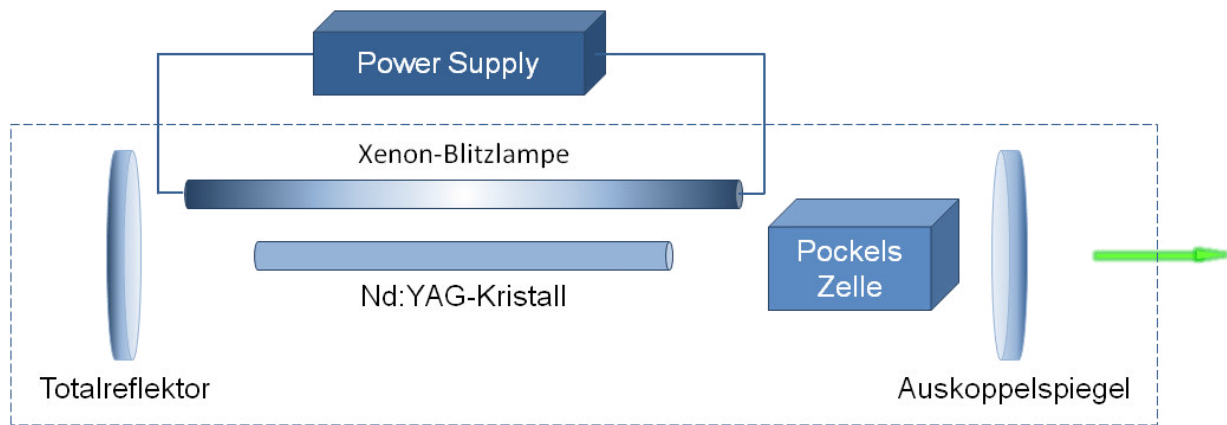 Power Supply
Xenon-Blitzlampe
Pockels
Zelle
Nd:YAG-Kristall
Totalreflektor
Auskoppelspiegel